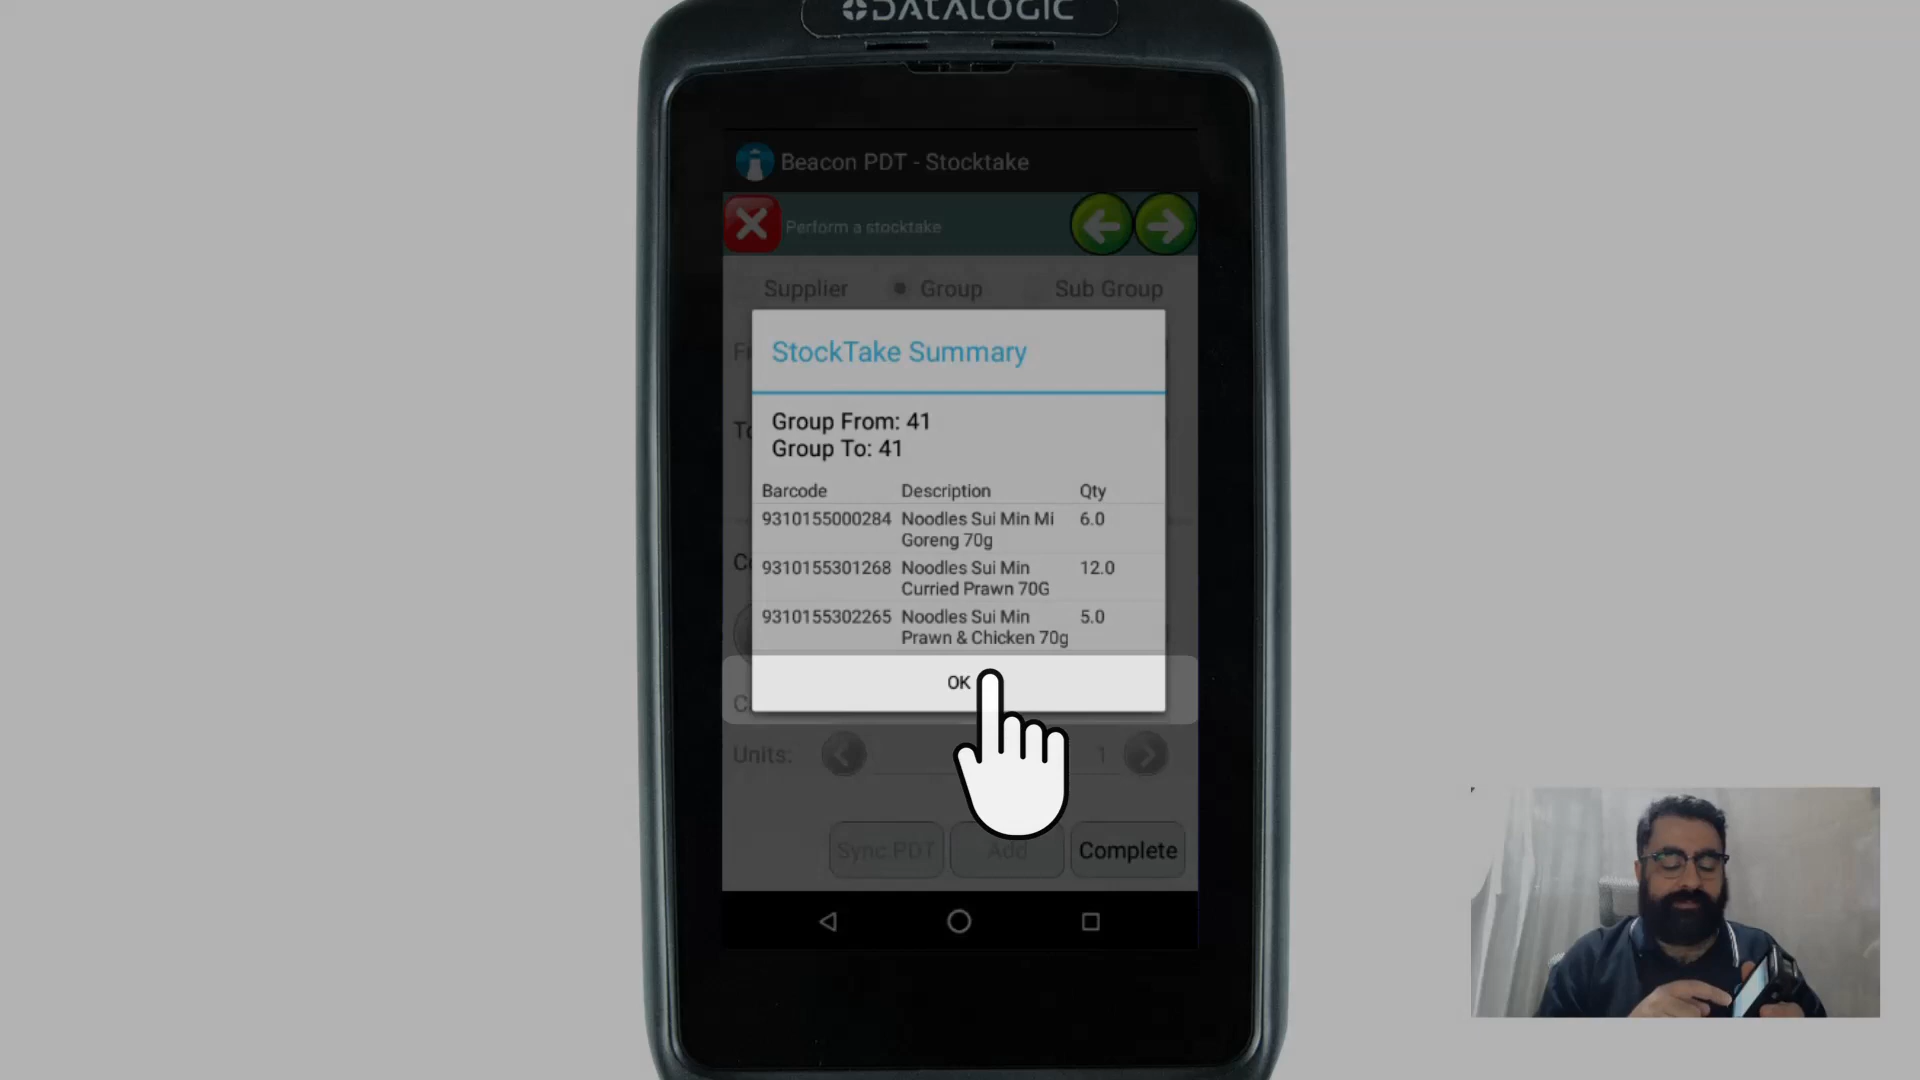 DATALOGIC
Beacon PDT - Stocktake
Perform a stocktake
Supplier Group Sub Group
StockTake Summary
Group From: 41
Group To: 41
Barcode Description Qty
9310155000284 Noodles Sui Min Mi 6.0
Goreng 70g
9310155301268 Noodles Sui Min 12.0
Curried Prawn 70G
9310155302265 Noodles Sui Min 5.0
Prawn & Chicken 70g
OK
Units: 1
Sync PDT Add Complete